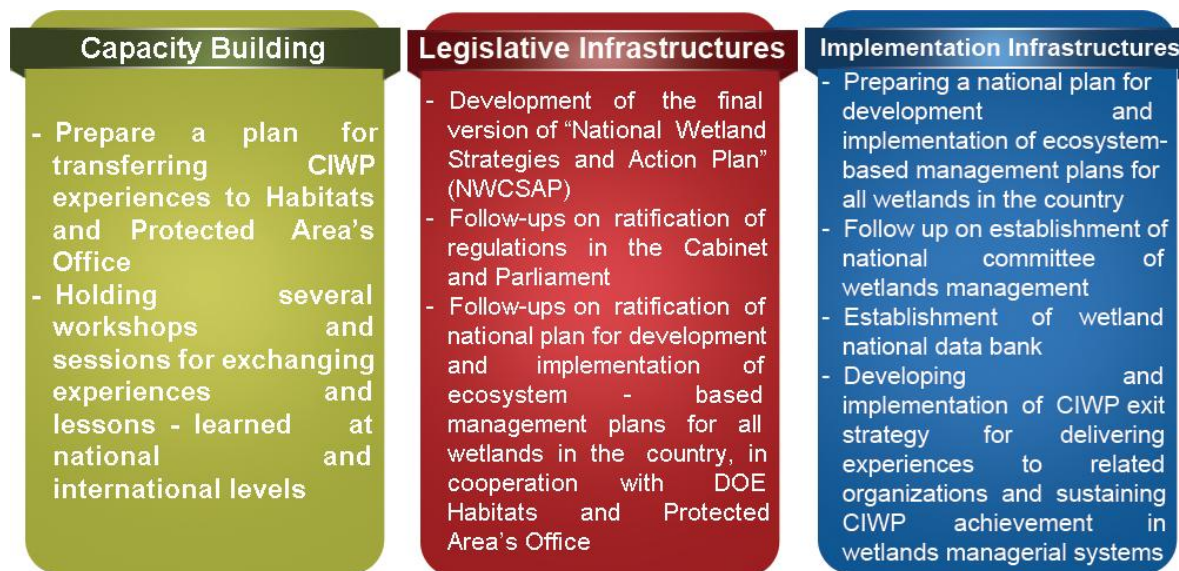 Capacity Building
- Prepare a plan for
transferring CIWP
experiences to Habitats
and Protected Area's
Office
- Holding several
workshops and
sessions for exchanging
experiences and
lessons - learned at
national and
international levels
Legislative Infrastructures
- Development of the final
version of “National Wetland
Strategies and Action Plan”
(NWCSAP)
- Follow-ups on ratification of
regulations in the Cabinet
and Parliament
- Follow-ups on ratification of
national plan for development
and implementation of
ecosystem - based
management plans for all
wetlands in the country, in
cooperation with DOE
Habitats and Protected
Area's Office
Implementation Infrastructures
- Preparing a national plan for
development and
implementation of ecosystem-
based management plans for
all wetlands in the country
- Follow up on establishment of
national committee of
wetlands management
- Establishment of wetland
national data bank
- Developing and
implementation of CIWP exit
strategy for delivering
experiences to related
organizations and sustaining
CIWP achievement in
wetlands managerial systems